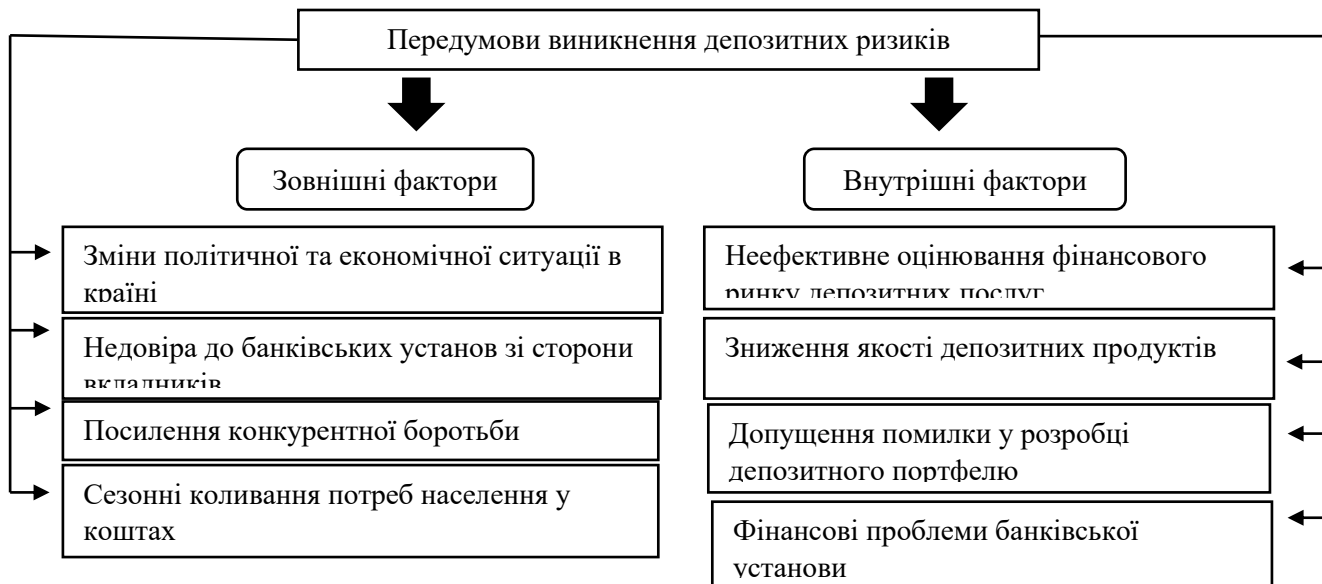 Передумови виникнення депозитних ризиків
Зовнішні фактори
Зміни політичної та економічної ситуації в
країні
Недовіра до банківських установ зі сторони
вкладників
Посилення конкурентної боротьби
Сезонні коливання потреб населення у
коштах
Внутрішні фактори
Неефективне оцінювання фінансового
ринку депозитних послуг
Зниження якості депозитних продуктів
Допущення помилки у розробці
депозитного портфелю
Фінансові проблеми банківської
установи